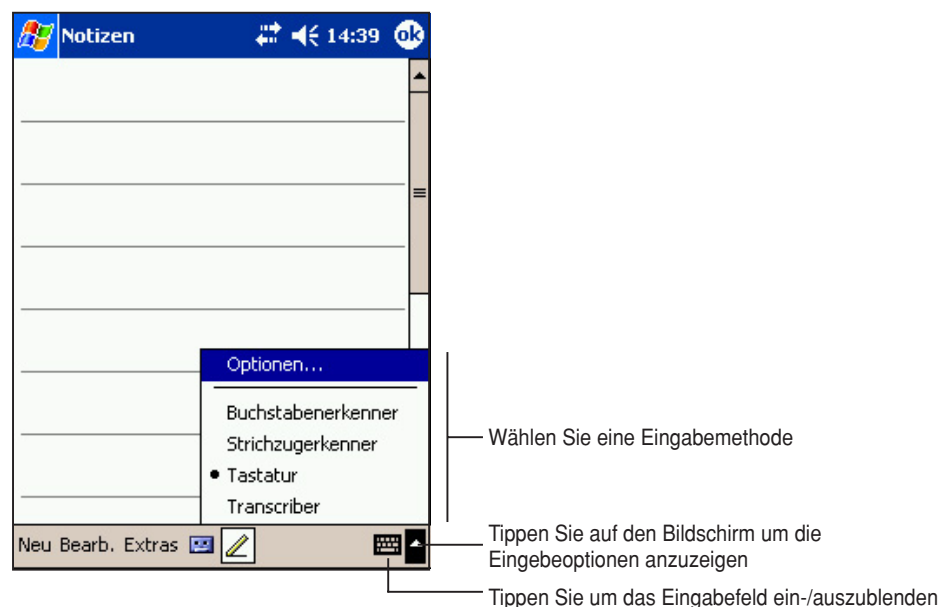 Notizen 14:39 ok
Optionen...
Buchstabenerkenner
Strichzugerkenner
Tastatur
Transcriber
Wählen Sie eine Eingabemethode
Neu Bearb. Extras
Tippen Sie auf den Bildschirm um die
Eingebeoptionen anzuzeigen
Tippen Sie um das Eingabefeld ein-/auszublenden